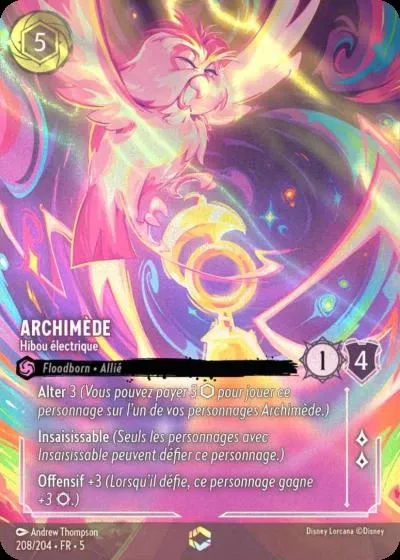 5
ARCHIMÈDE
Hibou électrique
Floodborn • Allié
1 4
Alter 3 (Vous pouvez payer 3 pour jouer ce
personnage sur l'un de vos personnages Archimède.)
Insaisissable (Seuls les personnages avec
Insaisissable peuvent défier ce personnage.)
Offensif +3 (Lorsqu'il défie, ce personnage gagne
+3 .)
Andrew Thompson
Disney Lorcana ©Disney
208/204 • FR • 5